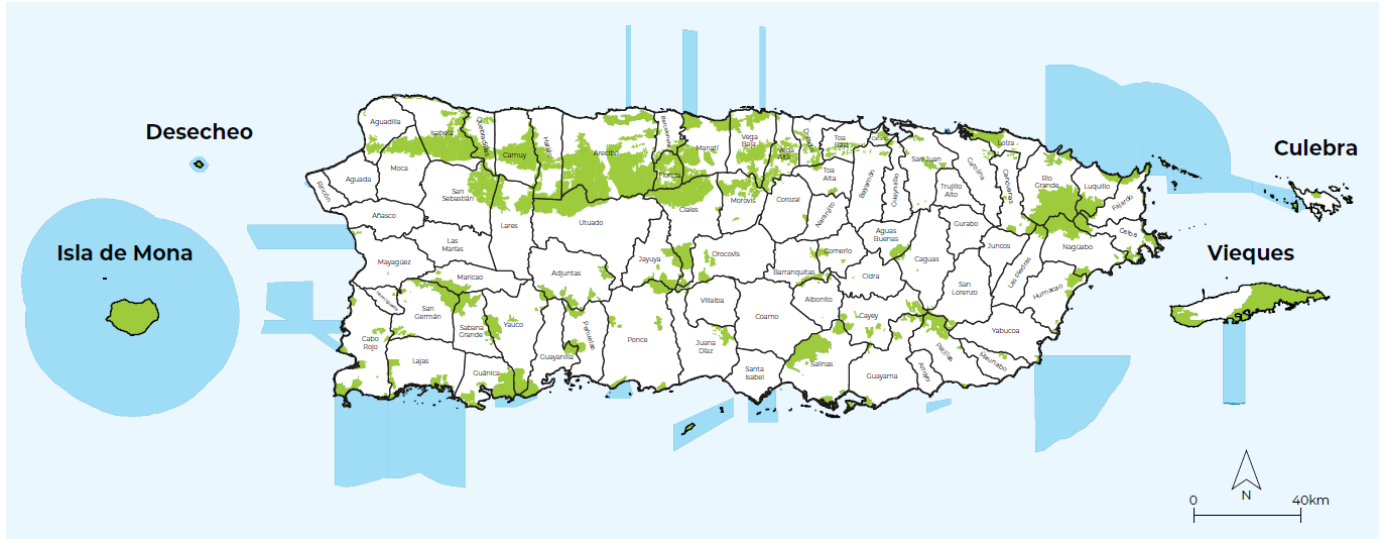 Desecheo
Culebra
Isla de Mona
Vieques
Aguadilla
Isabela
Quebradillas
Camuy
Hatillo
Arecibo
Barceloneta
Manatí
Vega
Baja
Vega
Alta
Dorado
Toa
Baja
Toa
Alta
Bayamón
Guaynabo
San Juan
Trujillo
Alto
Carolina
Canóvanas
Loíza
Río
Grande
Luquillo
Fajardo
Ceiba
Rincón
Aguada
Moca
San
Sebastián
Añasco
Lares
Utuado
Florida
Ciales
Morovis
Corozal
Naranjito
Aguas
Buenas
Gurabo
Juncos
Naguabo
Las
Marías
Mayagüez
Maricao
Adjuntas
Jayuya
Orocovis
Barranquitas
Comerío
Cidra
Caguas
San
Lorenzo
Las Piedras
Humacao
San
Germán
Sabana
Grande
Yauco
Guayanilla
Peñuelas
Ponce
Villalba
Juana
Díaz
Coamo
Aibonito
Cayey
Yabucoa
Cabo
Rojo
Lajas
Guánica
Santa
Isabel
Salinas
Guayama
Arroyo
Patillas
Maunabo
N
0
40km